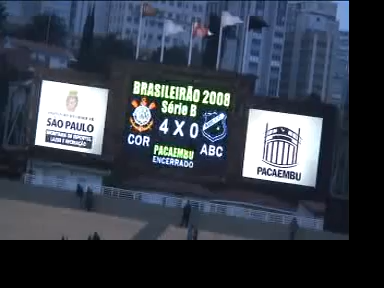 BRASILEIRÃO 2008
Série B
4 X 0
COR ABC
PACAEMBU
ENCERRADO
SÃO PAULO
PACAEMBU